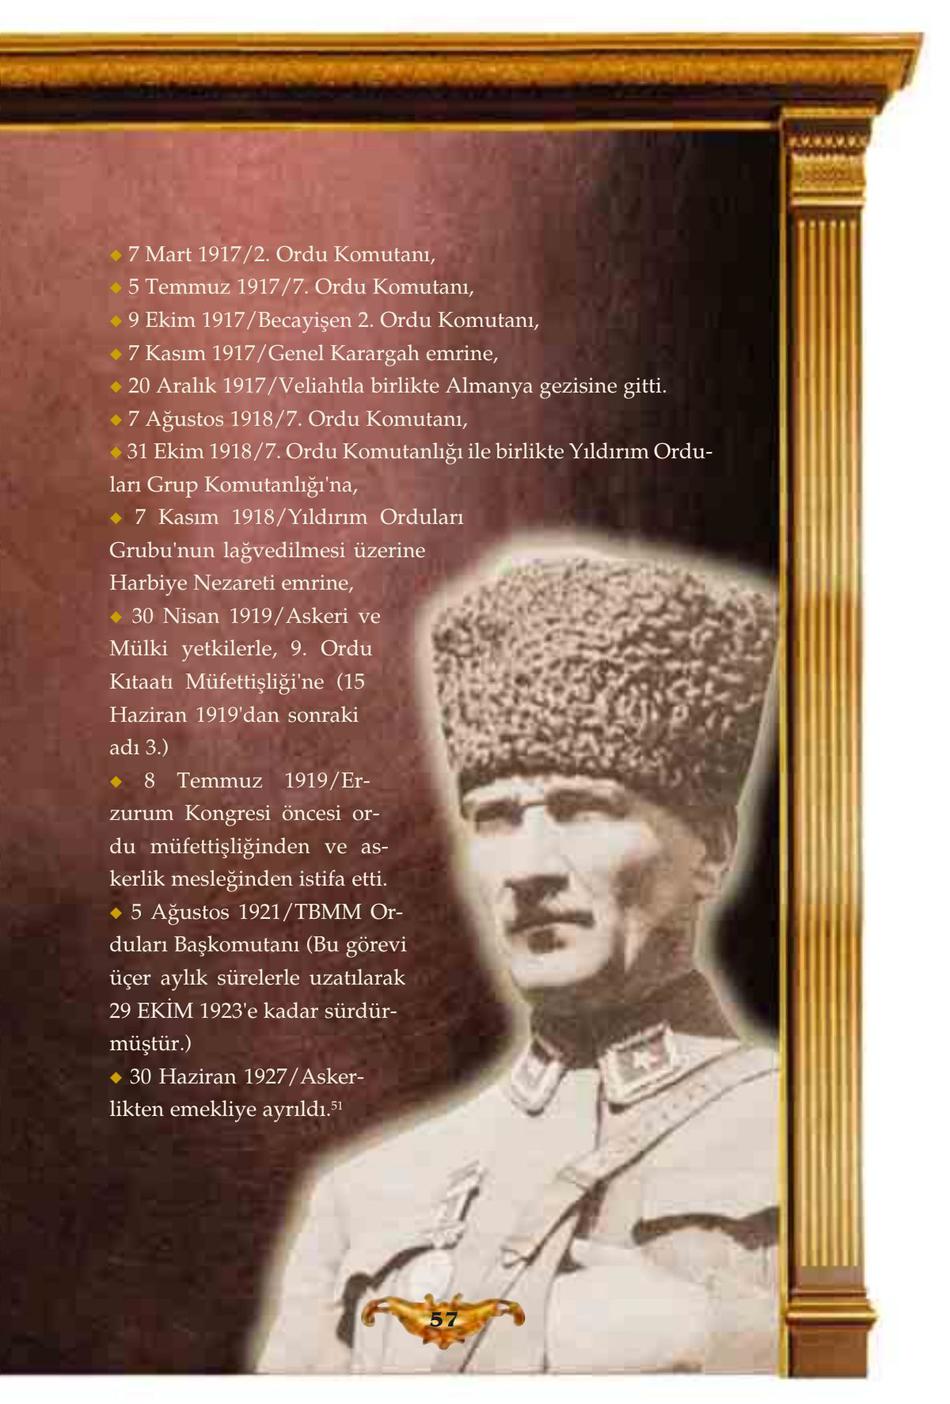 ◆ 7 Mart 1917/2. Ordu Komutanı,
◆ 5 Temmuz 1917/7. Ordu Komutanı,
◆ 9 Ekim 1917/Becayişen 2. Ordu Komutanı,
◆ 7 Kasım 1917/Genel Karargah emrine,
◆ 20 Aralık 1917/Veliahtla birlikte Almanya gezisine gitti.
◆ 7 Ağustos 1918/7. Ordu Komutanı,
◆ 31 Ekim 1918/7. Ordu Komutanlığı ile birlikte Yıldırım Ordu-
ları Grup Komutanlığı'na,
◆ 7 Kasım 1918/Yıldırım Orduları
Grubu'nun lağvedilmesi üzerine
Harbiye Nezareti emrine,
◆ 30 Nisan 1919/Askeri ve
Mülki yetkilerle, 9. Ordu
Kıtaatı Müfettişliği'ne (15
Haziran 1919'dan sonraki
adı 3.)
◆ 8 Temmuz 1919/Er-
zurum Kongresi öncesi or-
du müfettişliğinden ve as-
kerlik mesleğinden istifa etti.
◆ 5 Ağustos 1921/TBMM Or-
duları Başkomutanı (Bu görevi
üçer aylık sürelerle uzatılarak
29 EKİM 1923'e kadar sürdür-
müştür.)
◆ 30 Haziran 1927/Asker-
likten emekliye ayrıldı.51
57